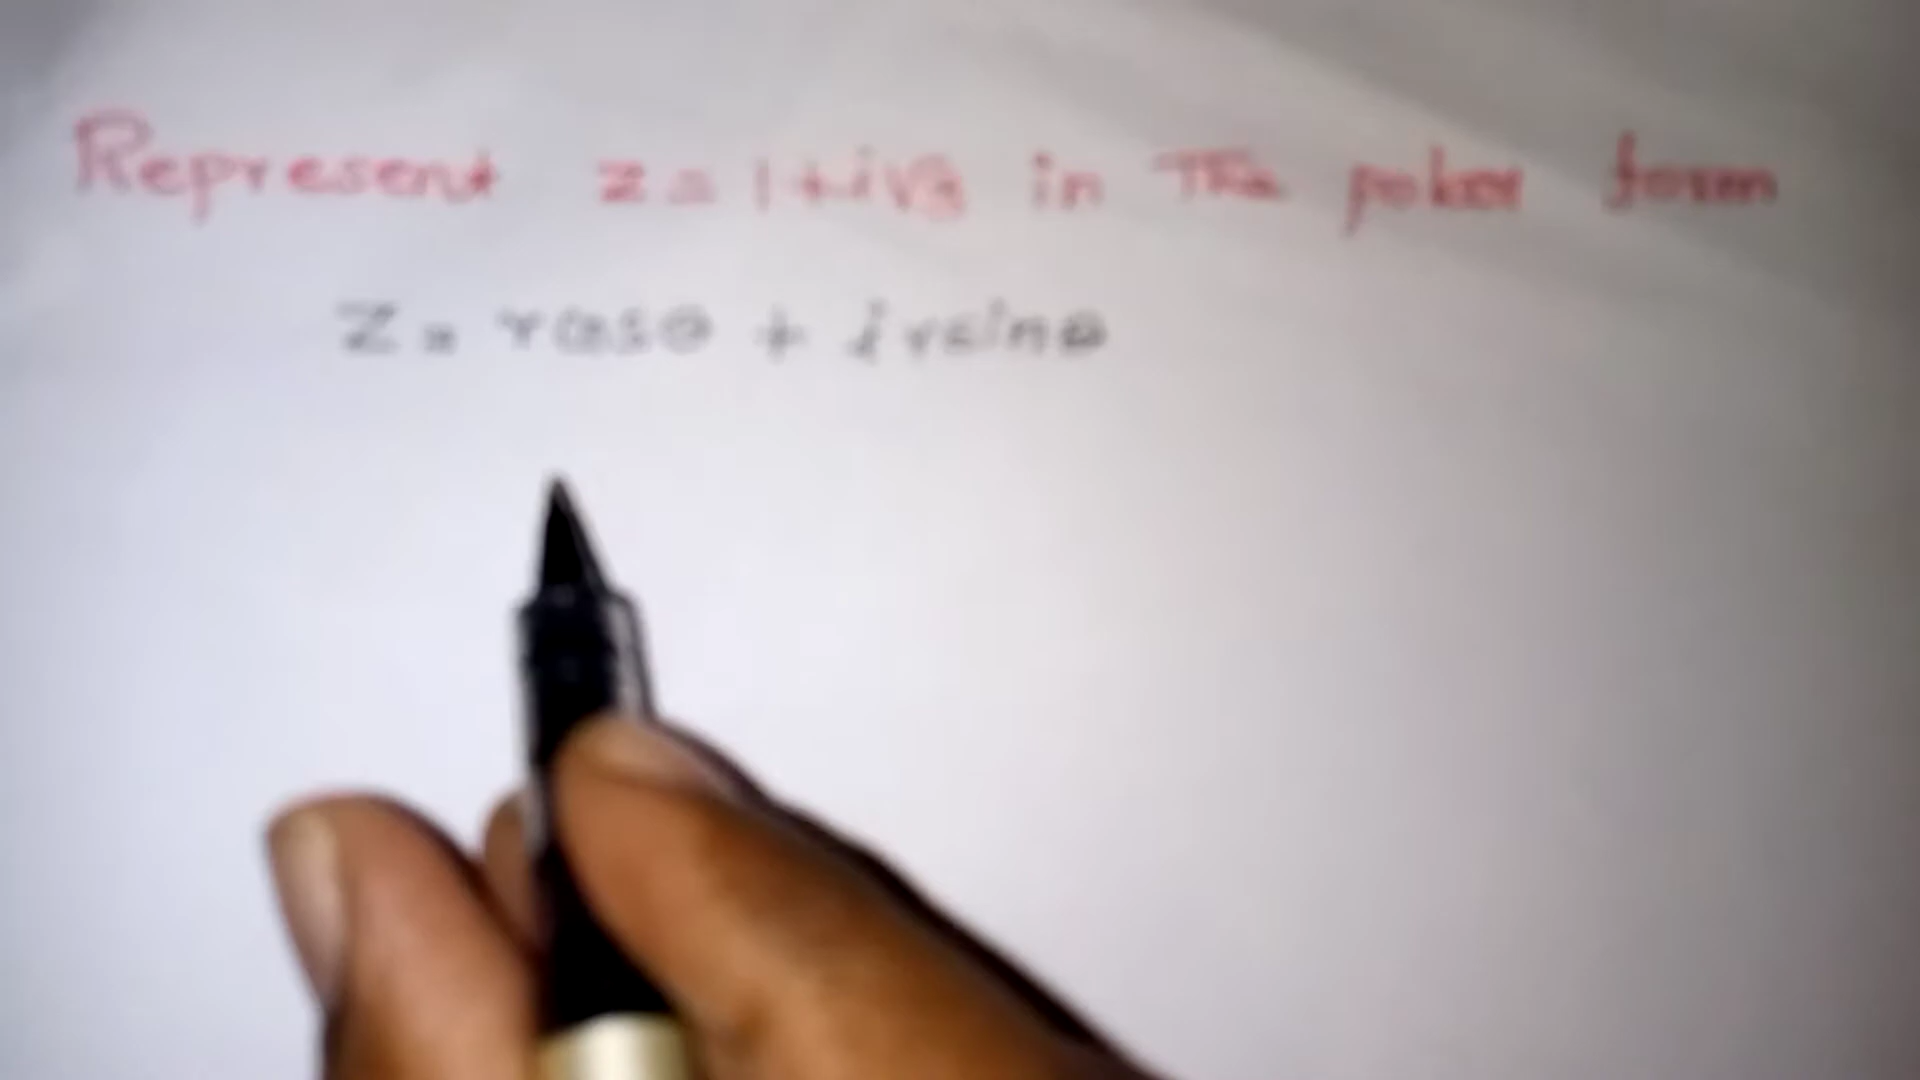 Represent z = 1+i√3 in The polar form
Z = rcosθ + irsinθ